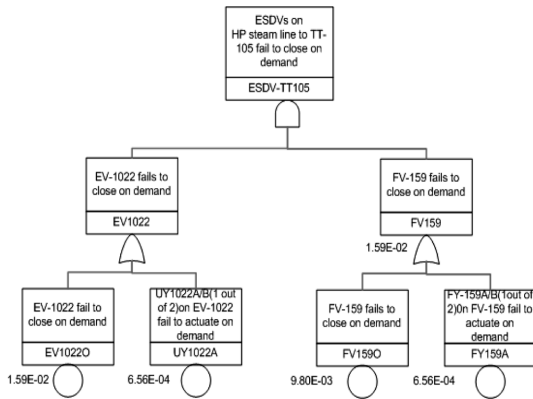 ESDVs on
HP steam line to TT-
105 fail to close on
demand
ESDV-TT105
EV-1022 fails to
close on demand
EV1022
FV-159 fails to
close on demand
FV159
1.59E-02
EV-1022 fail to
close on demand
EV1022O
1.59E-02
UY1022A/B(1 out
of 2)on EV-1022
fail to actuate on
demand
UY1022A
6.56E-04
FV-159 fails to
close on demand
FV159O
9.80E-03
FY-159A/B(1out of
2)0n FV-159 fail to
actuate on
demand
FY159A
6.56E-04